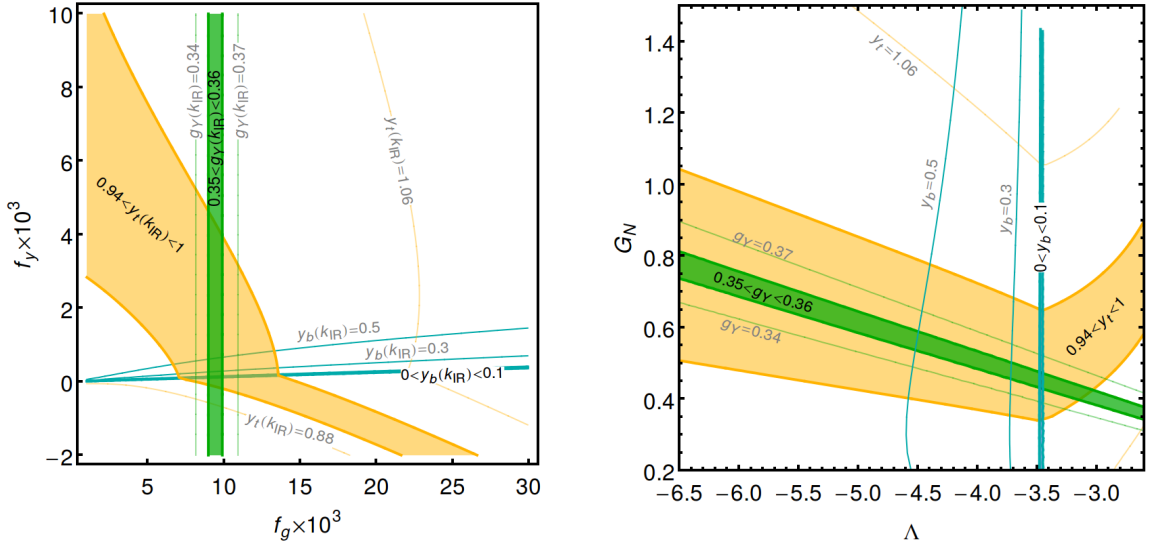 10
8
6
4
2
0
−2
f_y×10^3
5
10
15
20
25
30
f_g×10^3
g_Y(k_IR)=0.34
0.35<g_Y(k_IR)<0.36
g_Y(k_IR)=0.37
y_t(k_IR)=1.06
0.94<y_t(k_IR)<1
y_b(k_IR)=0.5
y_b(k_IR)=0.3
0<y_b(k_IR)<0.1
y_t(k_IR)=0.88
1.4
1.2
1.0
0.8
0.6
0.4
0.2
G_N
−6.5
−6.0
−5.5
−5.0
−4.5
−4.0
−3.5
−3.0
Λ
y_t=1.06
y_b=0.5
y_b=0.3
0<y_b<0.1
g_Y=0.37
0.35<g_Y<0.36
g_Y=0.34
0.94<y_t<1